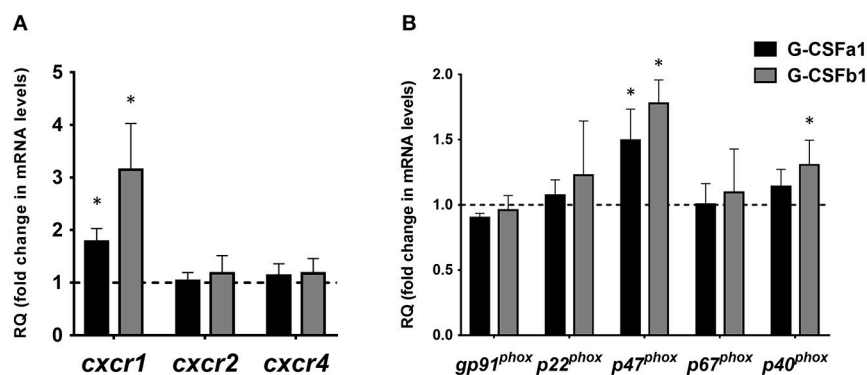 A
RQ (fold change in mRNA levels)
5
4
3
2
1
0
*
*
cxcr1 cxcr2 cxcr4
B
G-CSFa1
G-CSFb1
RQ (fold change in mRNA levels)
2.0
1.5
1.0
0.5
0.0
*
*
*
gp91phox p22phox p47phox p67phox p40phox